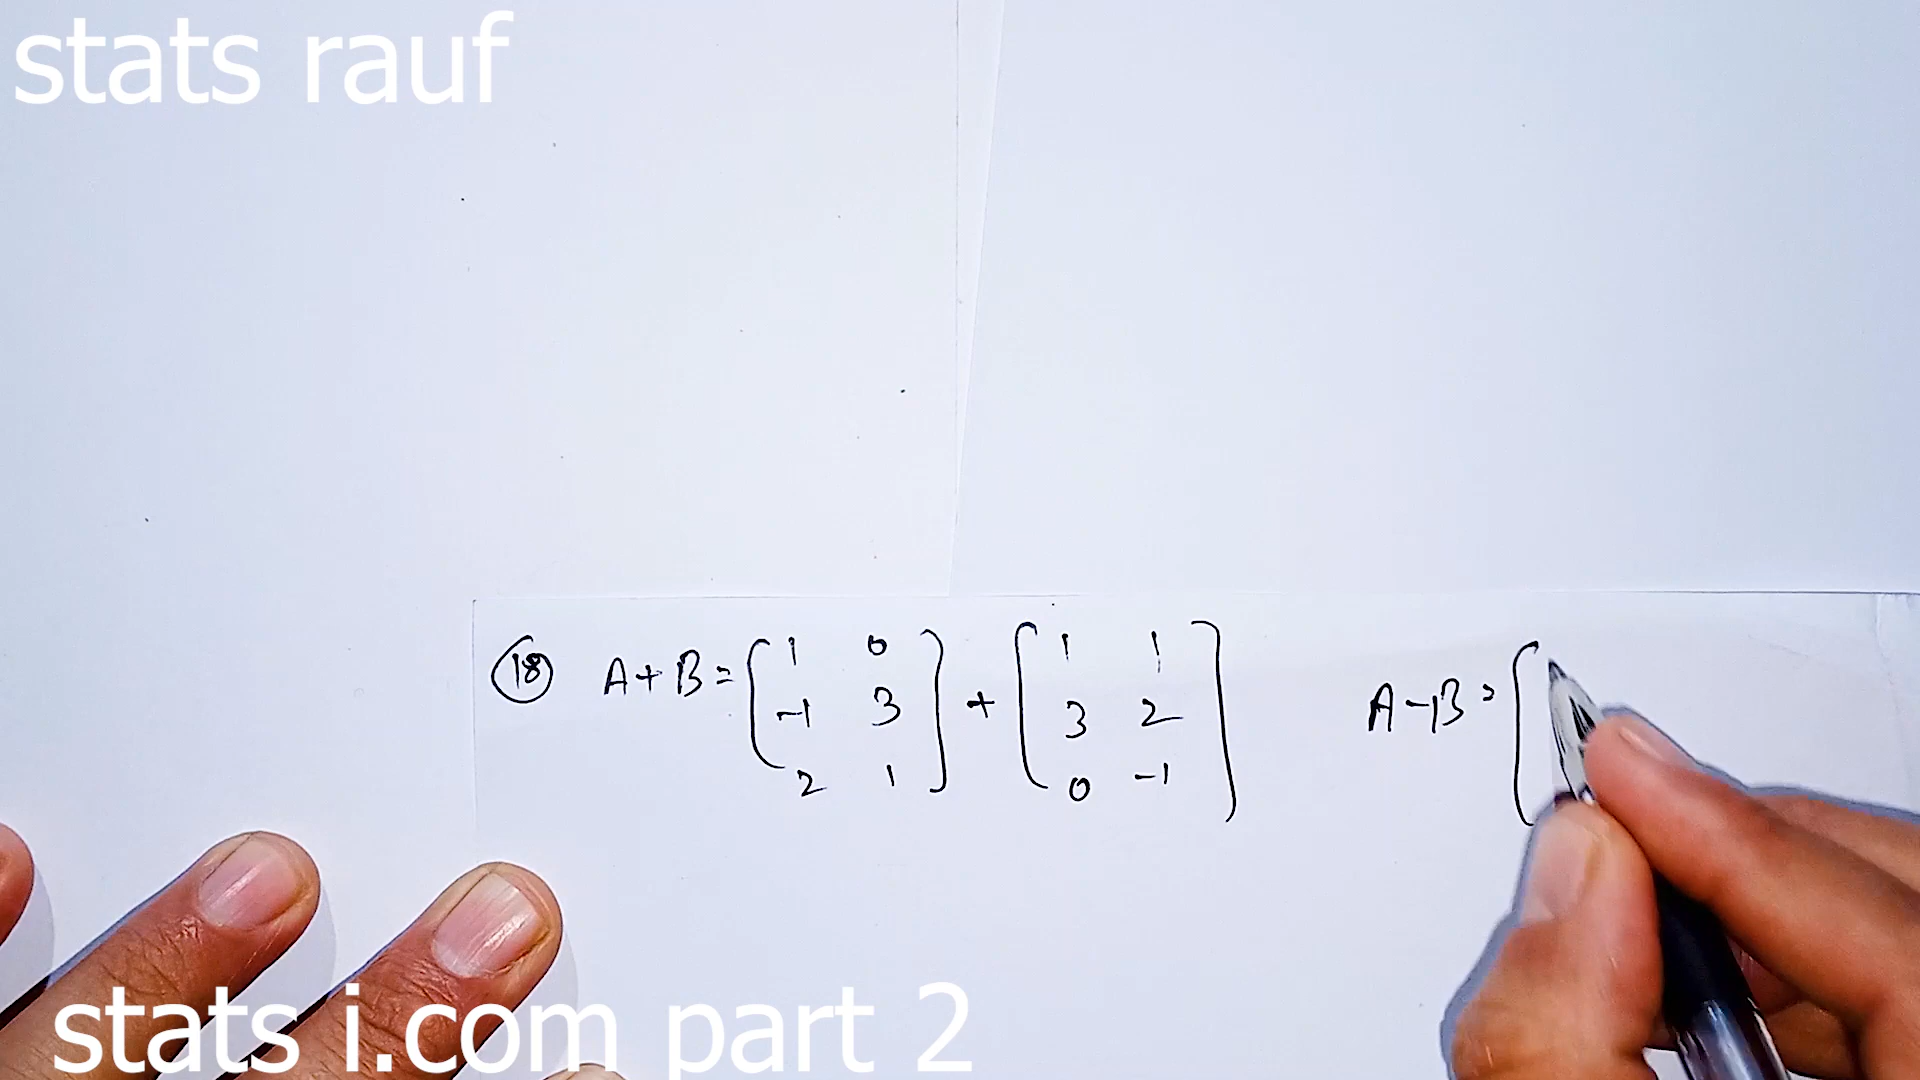 stats rauf
(18) A+B= [ 1 0 ] + [ 1 1 ] A-B= [
-1 3 3 2
2 1 0 -1
stats i.com part 2